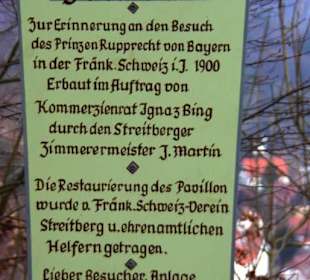 Zur Erinnerung an den Besuch
des Prinzen Rupprecht von Bayern
in der Fränk. Schweiz i.J. 1900
Erbaut im Auftrag von
Kommerzienrat Ignaz Bing
durch den Streitberger
Zimmerermeister J. Martin
Die Restaurierung des Pavillon
wurde v. Fränk. Schweiz-Verein
Streitberg u. ehrenamtlichen
Helfern getragen.
Lieber Besucher, Anlage